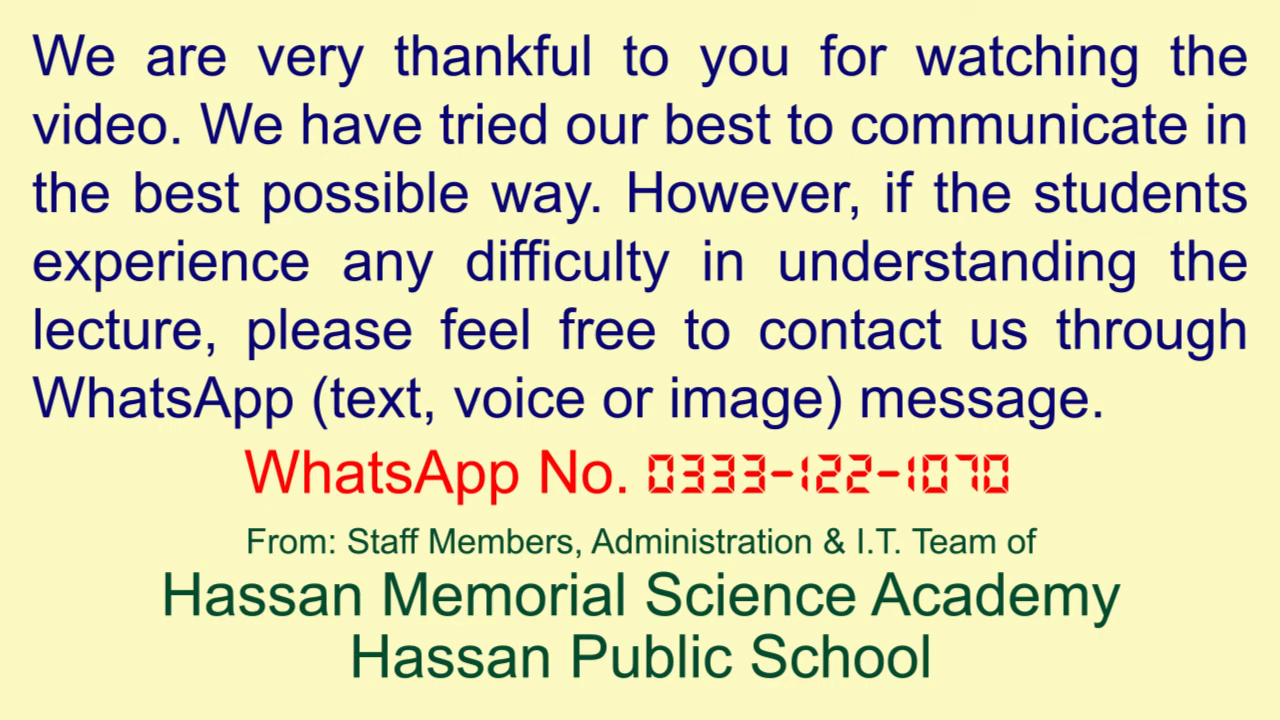 We are very thankful to you for watching the
video. We have tried our best to communicate in
the best possible way. However, if the students
experience any difficulty in understanding the
lecture, please feel free to contact us through
WhatsApp (text, voice or image) message.
WhatsApp No. 0333-122-1070
From: Staff Members, Administration & I.T. Team of
Hassan Memorial Science Academy
Hassan Public School